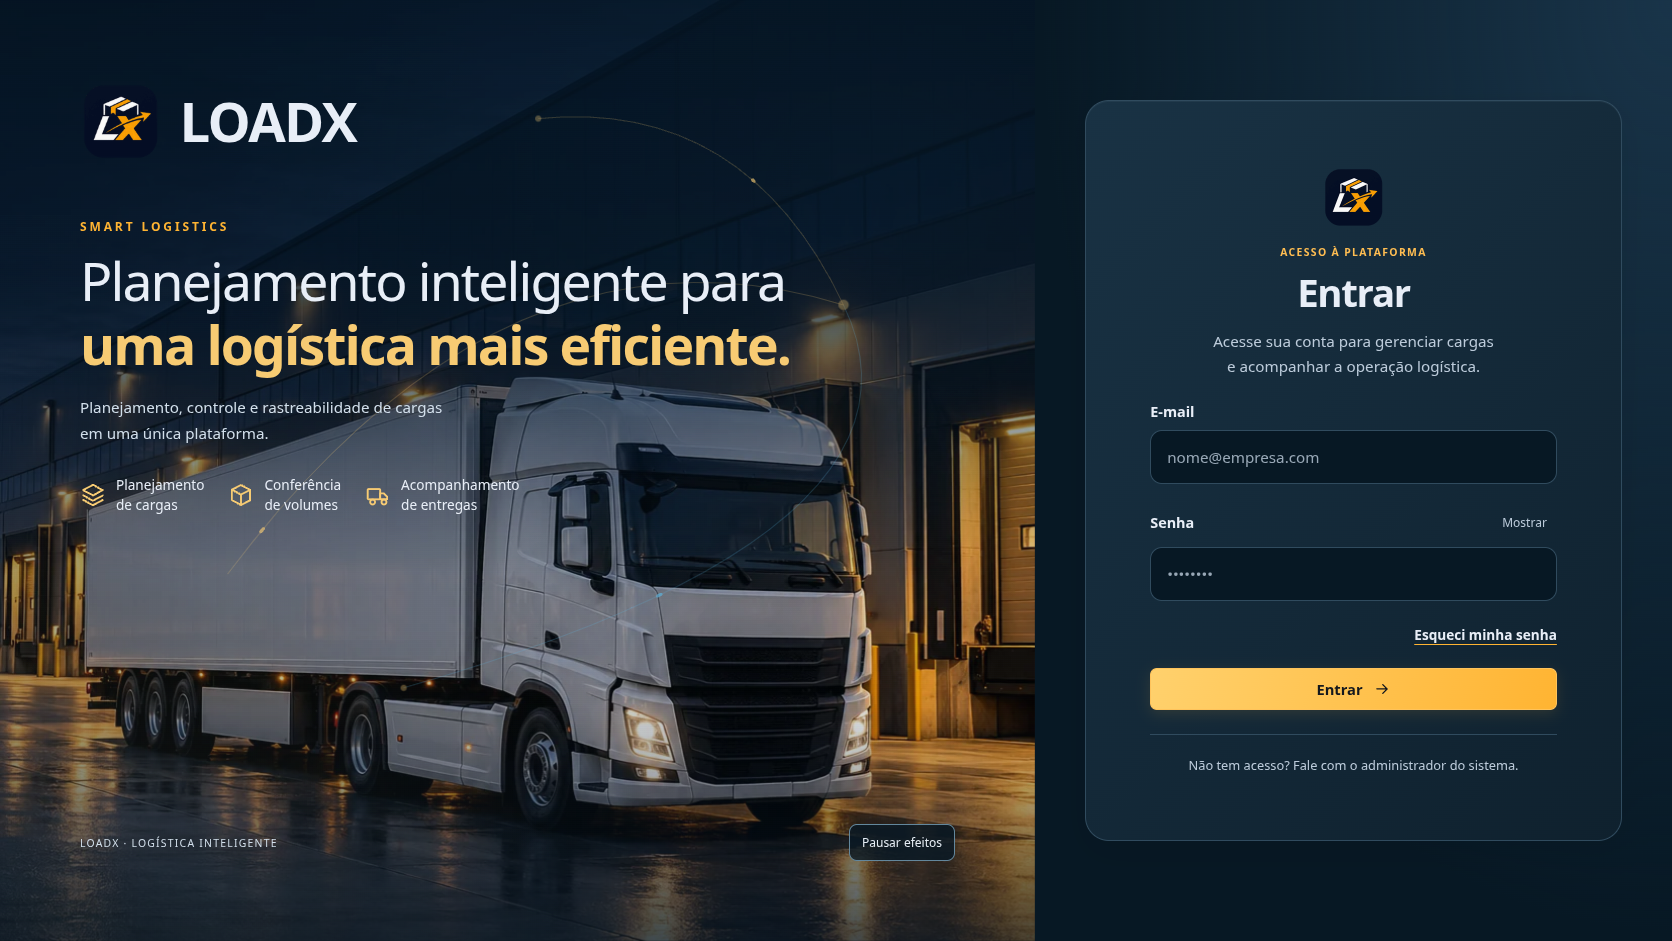 LX
LOADX
SMART LOGISTICS
Planejamento inteligente para
uma logística mais eficiente.
Planejamento, controle e rastreabilidade de cargas
em uma única plataforma.
Planejamento
de cargas
Conferência
de volumes
Acompanhamento
de entregas
LOADX · LOGÍSTICA INTELIGENTE
Pausar efeitos
LX
ACESSO À PLATAFORMA
Entrar
Acesse sua conta para gerenciar cargas
e acompanhar a operação logística.
E-mail
nome@empresa.com
Senha
Mostrar
••••••••
Esqueci minha senha
Entrar →
Não tem acesso? Fale com o administrador do sistema.